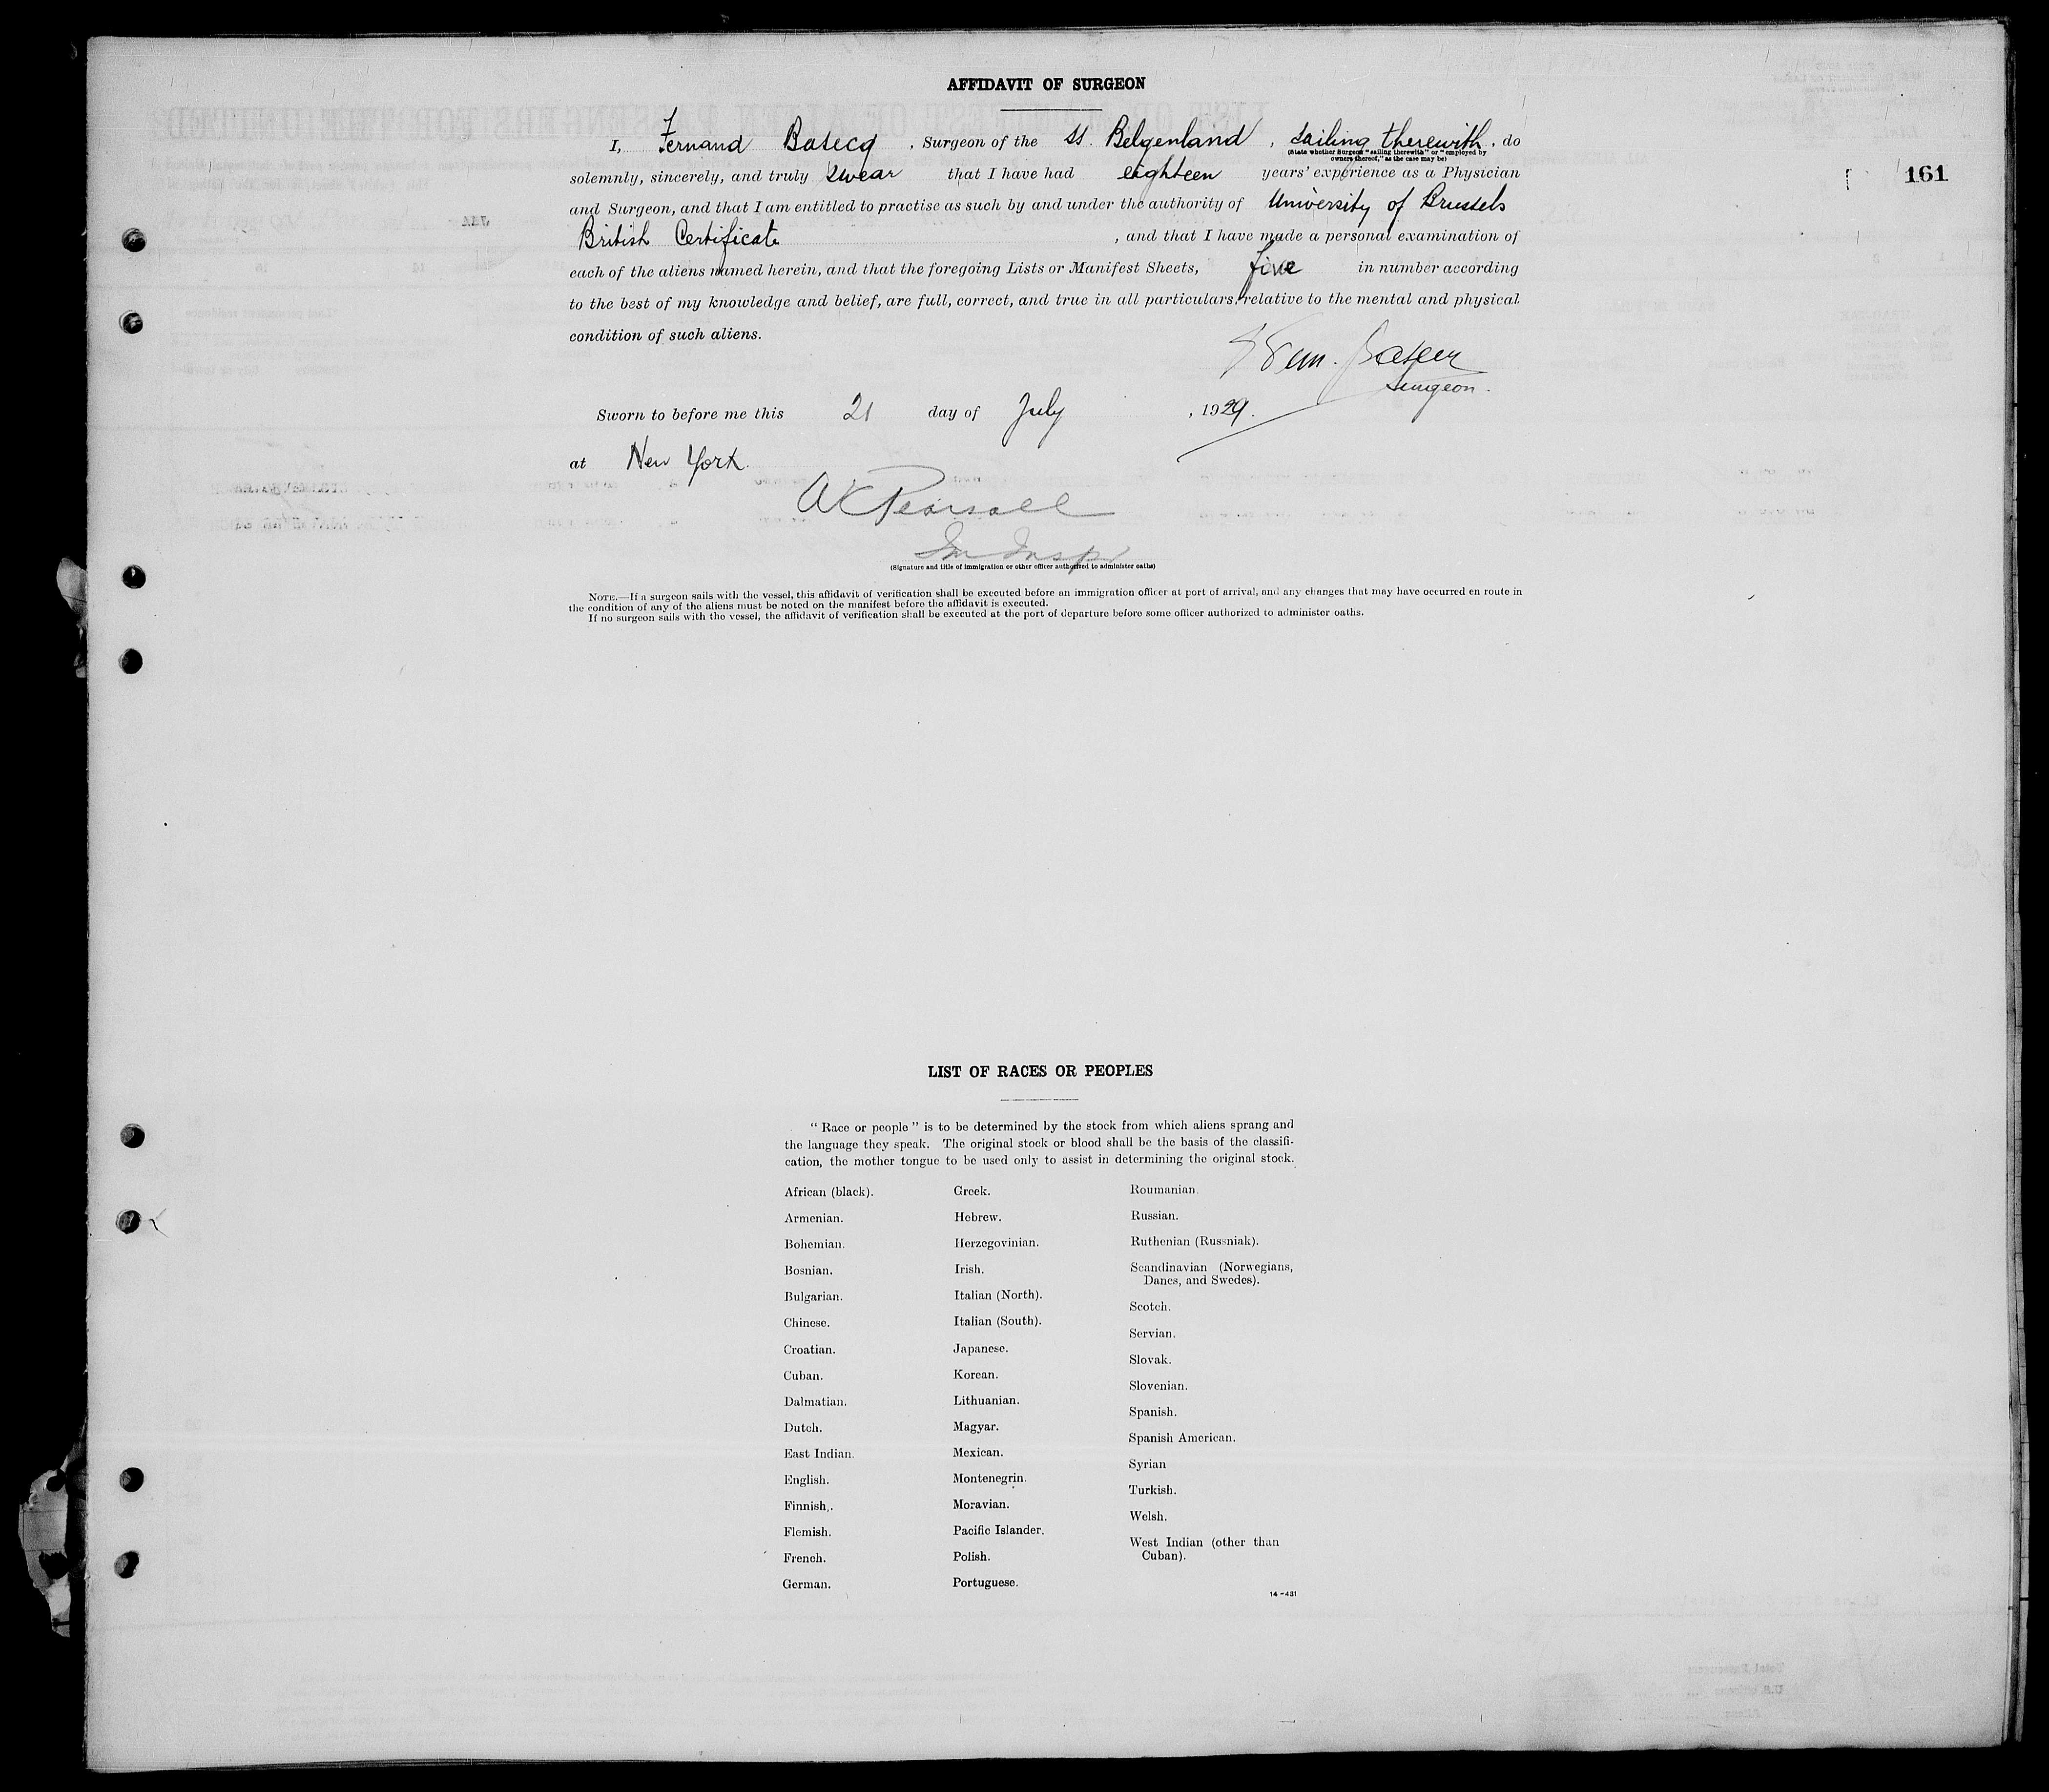 AFFIDAVIT OF SURGEON
I, Fernand Basecq, Surgeon of the SS. Belgenland, sailing therewith, do
(State whether Surgeon "sailing therewith" or "employed by
owners thereof," as the case may be)
161
solemnly, sincerely, and truly swear that I have had eighteen years' experience as a Physician
and Surgeon, and that I am entitled to practise as such by and under the authority of University of Brussels
British Certificate, and that I have made a personal examination of
each of the aliens named herein, and that the foregoing Lists or Manifest Sheets, five in number according
to the best of my knowledge and belief, are full, correct, and true in all particulars, relative to the mental and physical
condition of such aliens.
Surgeon.
Sworn to before me this 21 day of July, 1929.
at New York.
Pearsall
Im Insp
(Signature and title of immigration or other officer authorized to administer oaths)
NOTE.—If a surgeon sails with the vessel, this affidavit of verification shall be executed before an immigration officer at port of arrival, and any changes that may have occurred en route in
the condition of any of the aliens must be noted on the manifest before the affidavit is executed.
If no surgeon sails with the vessel, the affidavit of verification shall be executed at the port of departure before some officer authorized to administer oaths.
LIST OF RACES OR PEOPLES
"Race or people" is to be determined by the stock from which aliens sprang and
the language they speak. The original stock or blood shall be the basis of the classifi-
cation, the mother tongue to be used only to assist in determining the original stock.
African (black).
Armenian.
Bohemian.
Bosnian.
Bulgarian.
Chinese.
Croatian.
Cuban.
Dalmatian.
Dutch.
East Indian.
English.
Finnish.
Flemish.
French.
German.
Greek.
Hebrew.
Herzegovinian.
Irish.
Italian (North).
Italian (South).
Japanese.
Korean.
Lithuanian.
Magyar.
Mexican.
Montenegrin.
Moravian.
Pacific Islander.
Polish.
Portuguese.
Roumanian.
Russian.
Ruthenian (Russniak).
Scandinavian (Norwegians,
Danes, and Swedes).
Scotch.
Servian.
Slovak.
Slovenian.
Spanish.
Spanish American.
Syrian
Turkish.
Welsh.
West Indian (other than
Cuban).
14-431